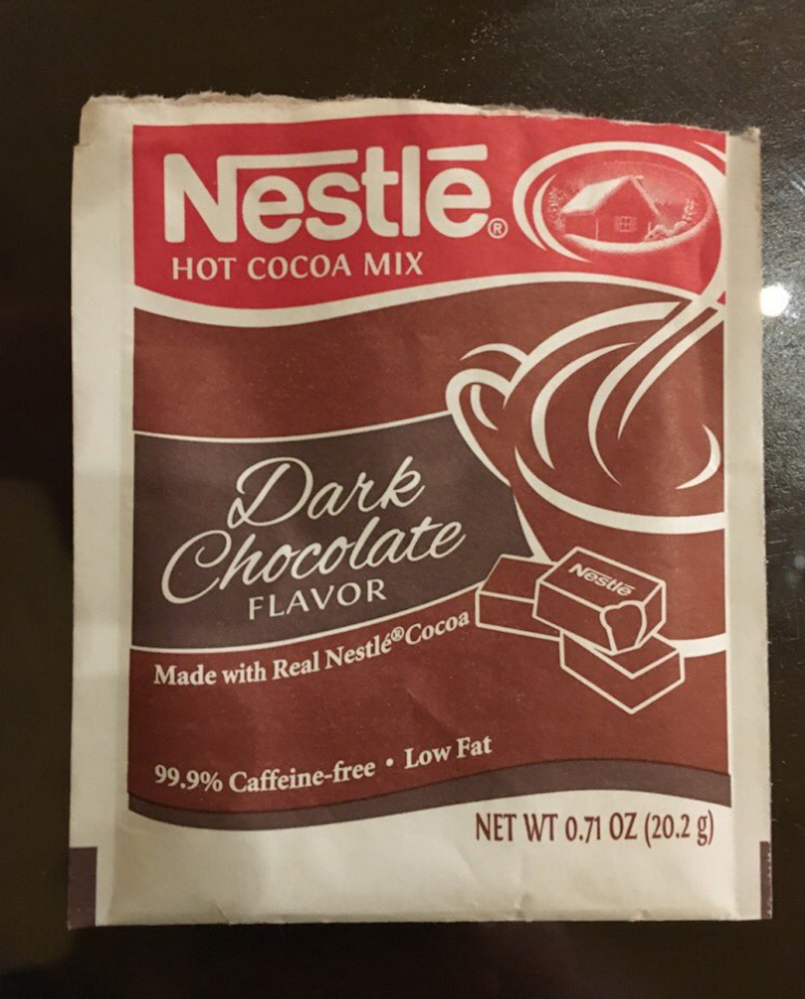 Nestlé®
HOT COCOA MIX
Dark
Chocolate
FLAVOR
Nestlé
Made with Real Nestlé® Cocoa
99.9% Caffeine-free • Low Fat
NET WT 0.71 OZ (20.2 g)